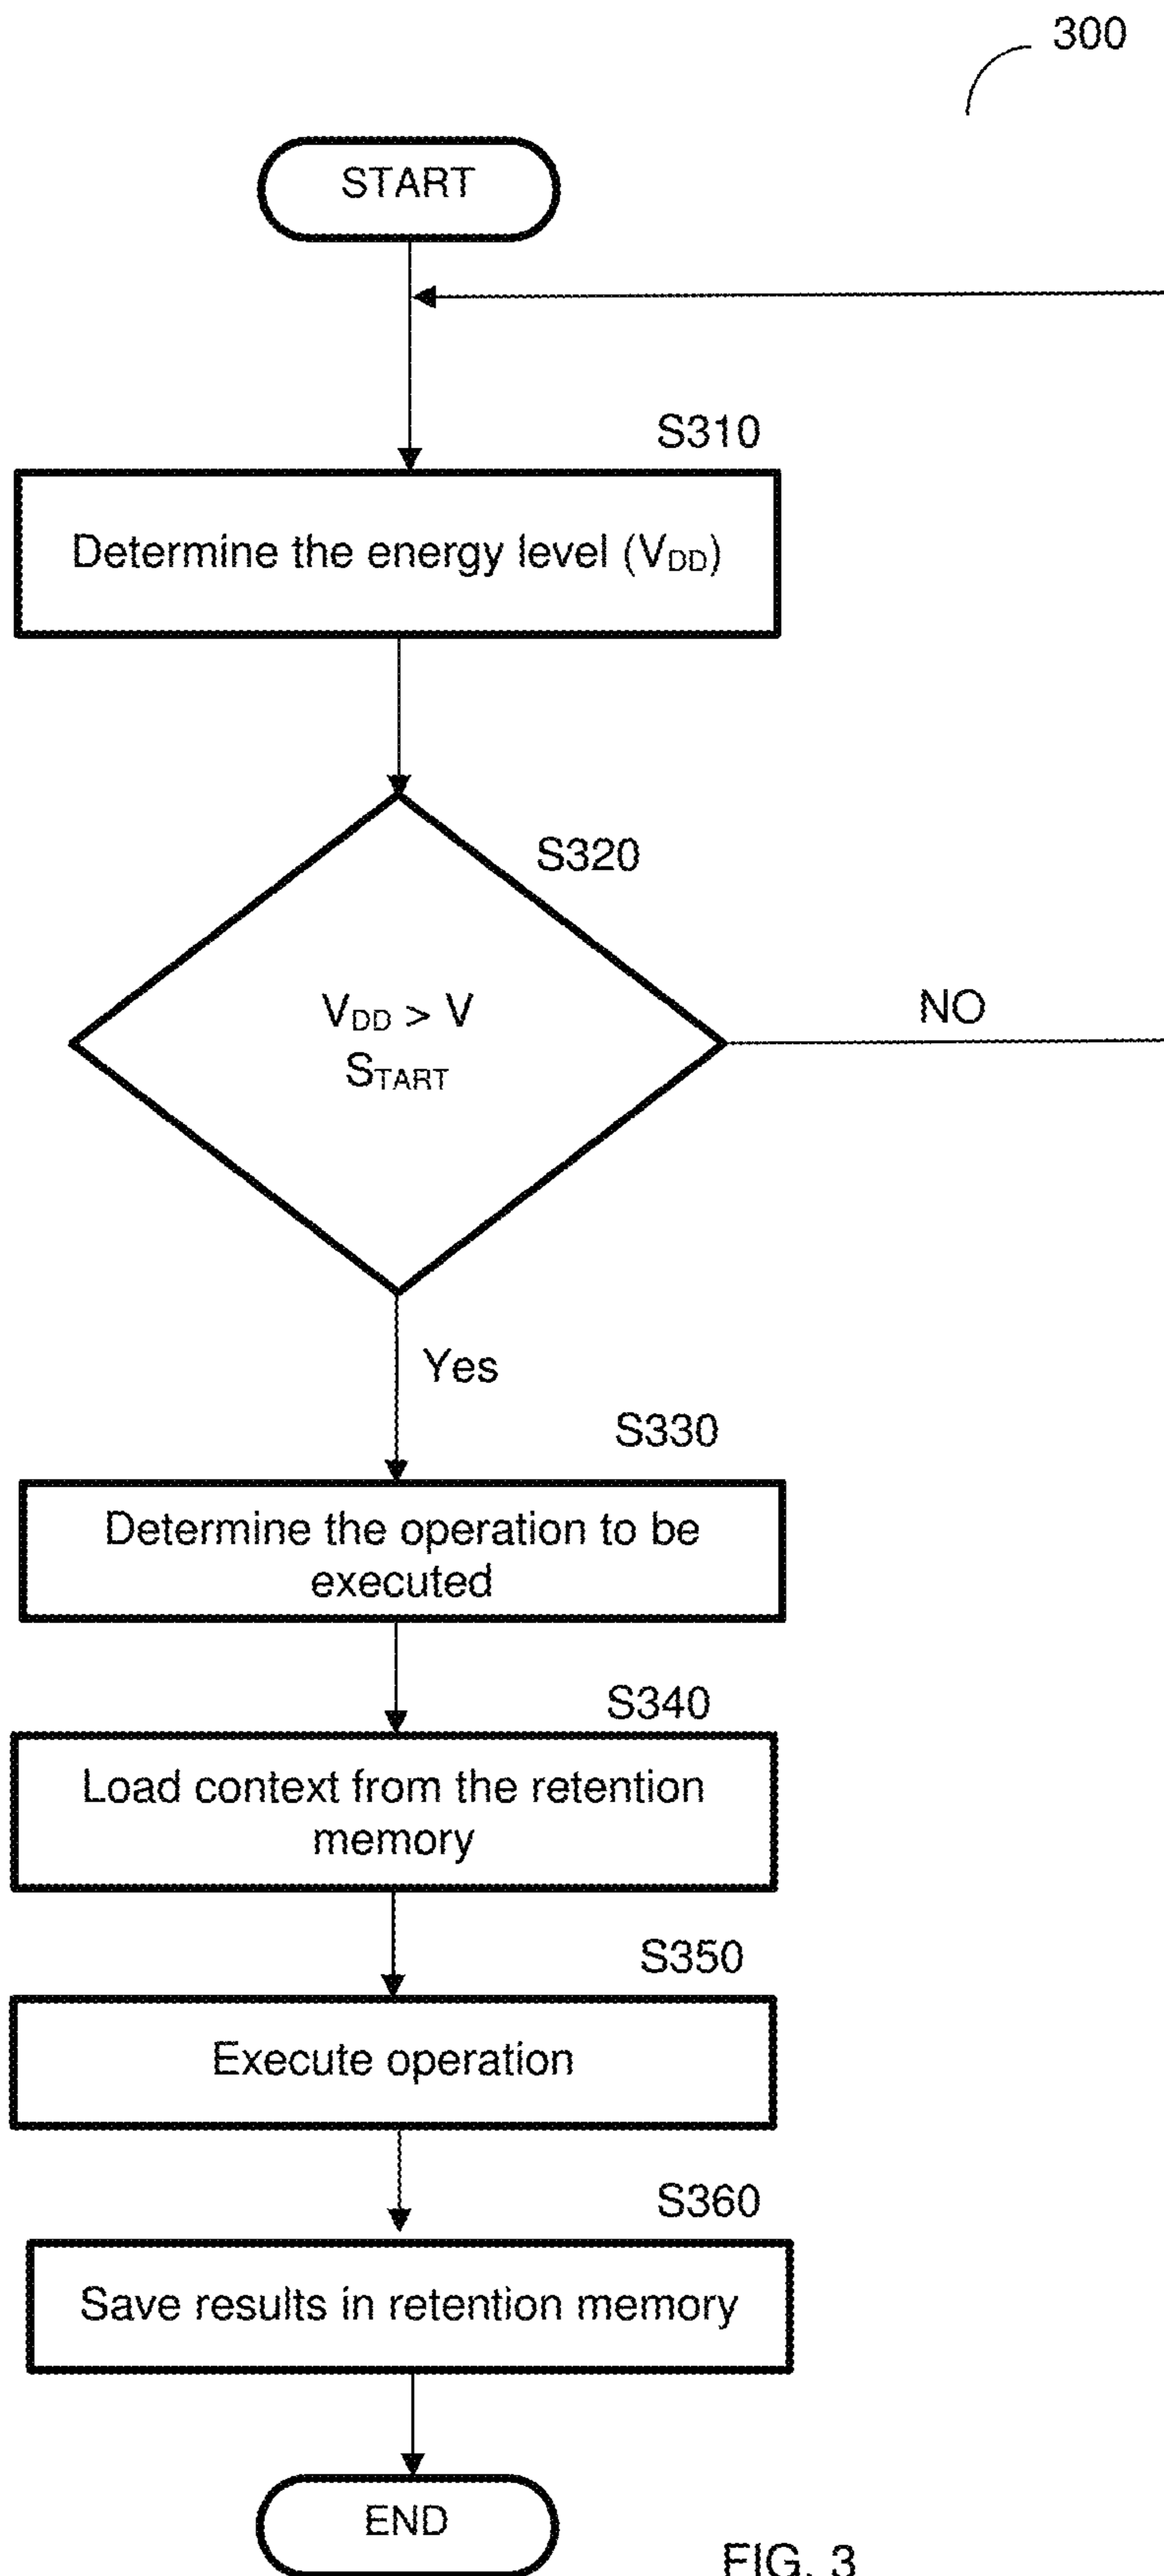 300
START
S310
Determine the energy level (VDD)
S320
VDD > V
START
NO
Yes
S330
Determine the operation to be
executed
S340
Load context from the retention
memory
S350
Execute operation
S360
Save results in retention memory
END
FIG. 3